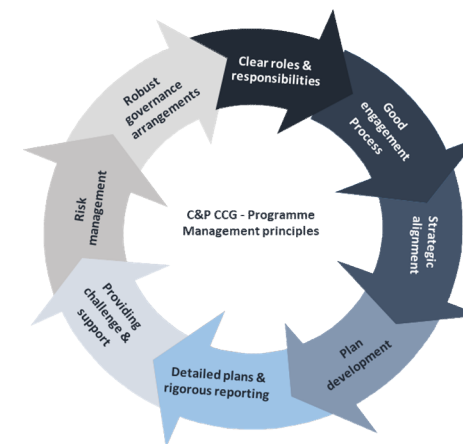 Clear roles &
responsibilities
Good
engagement
Process
Strategic
alignment
Plan
development
Detailed plans &
rigorous reporting
Providing
challenge &
support
Risk
management
Robust
governance
arrangements
C&P CCG - Programme
Management principles